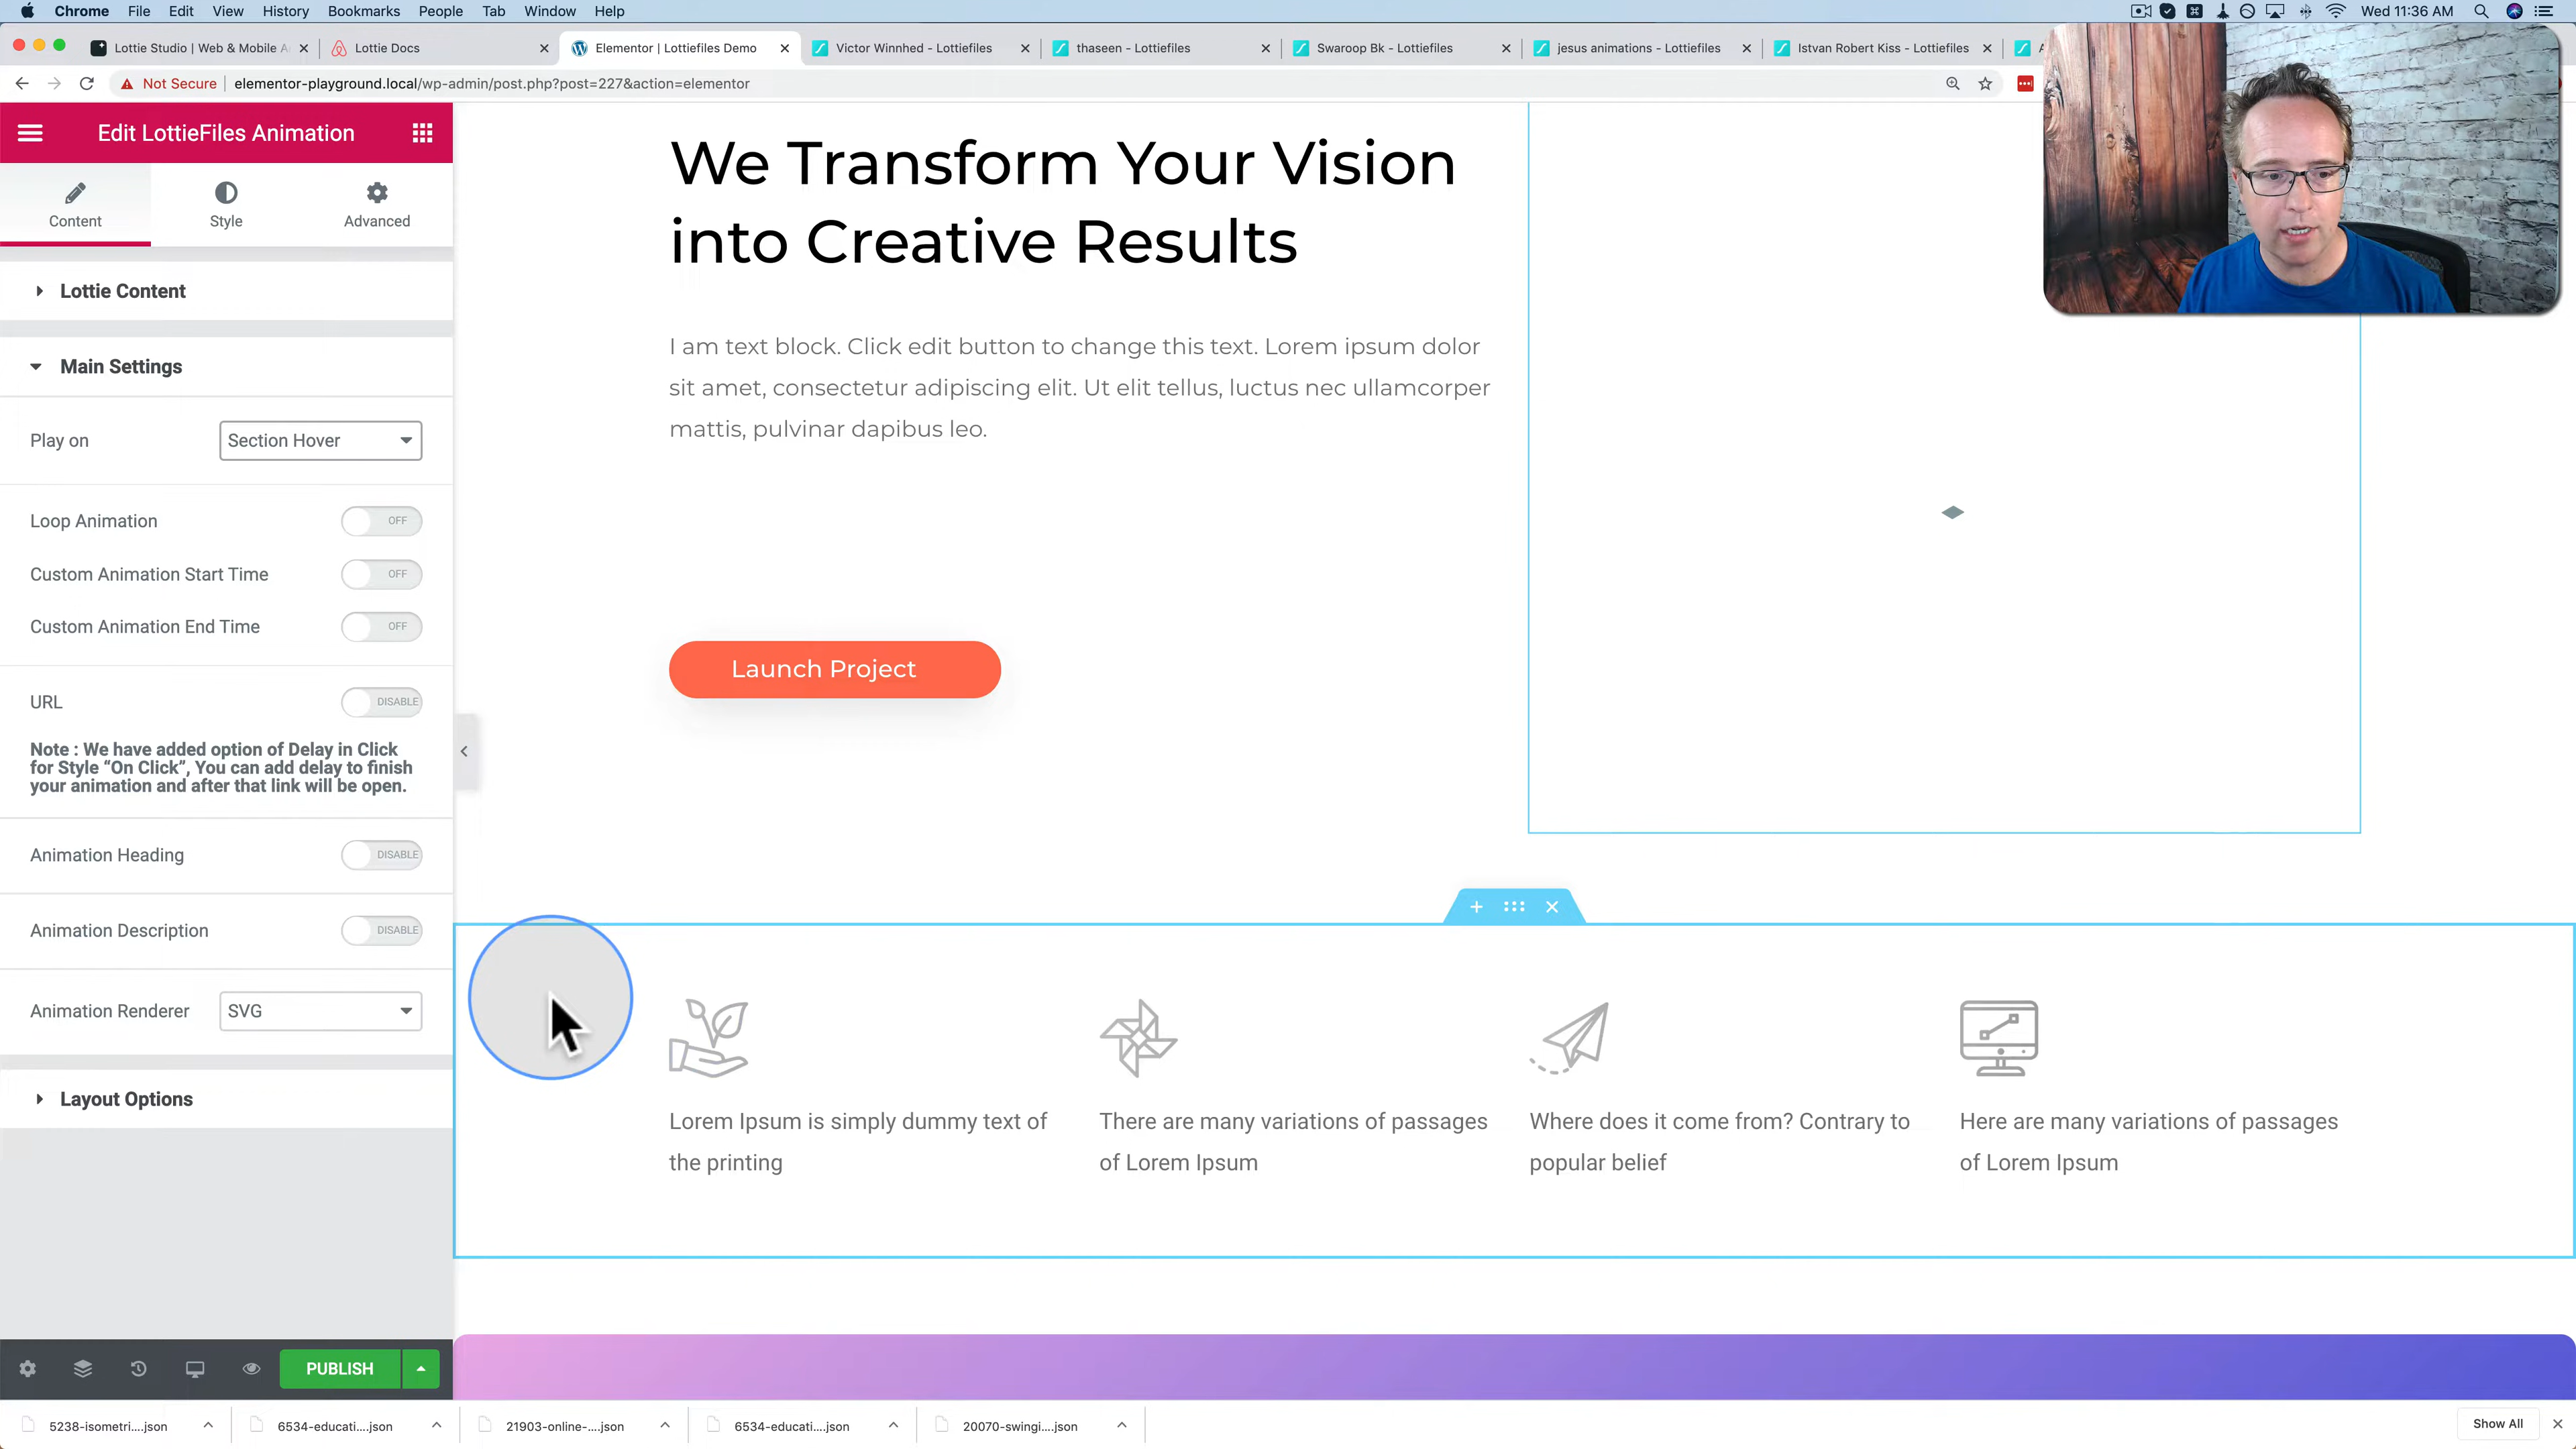 Chrome File Edit View History Bookmarks People Tab Window Help Wed 11:36 AM
Lottie Studio | Web & Mobile A Lottie Docs Elementor | Lottiefiles Demo Victor Winnhed - Lottiefiles thaseen - Lottiefiles Swaroop Bk - Lottiefiles jesus animations - Lottiefiles Istvan Robert Kiss - Lottiefiles
Not Secure elementor-playground.local/wp-admin/post.php?post=227&action=elementor
Edit LottieFiles Animation
Content Style Advanced
Lottie Content
Main Settings
Play on Section Hover
Loop Animation OFF
Custom Animation Start Time OFF
Custom Animation End Time OFF
URL DISABLE
Note : We have added option of Delay in Click
for Style “On Click”, You can add delay to finish
your animation and after that link will be open.
Animation Heading DISABLE
Animation Description DISABLE
Animation Renderer SVG
Layout Options
PUBLISH
We Transform Your Vision
into Creative Results
I am text block. Click edit button to change this text. Lorem ipsum dolor
sit amet, consectetur adipiscing elit. Ut elit tellus, luctus nec ullamcorper
mattis, pulvinar dapibus leo.
Launch Project
Lorem Ipsum is simply dummy text of
the printing
There are many variations of passages
of Lorem Ipsum
Where does it come from? Contrary to
popular belief
Here are many variations of passages
of Lorem Ipsum
5238-isometri....json 6534-educati....json 21903-online-....json 6534-educati....json 20070-swingi....json Show All